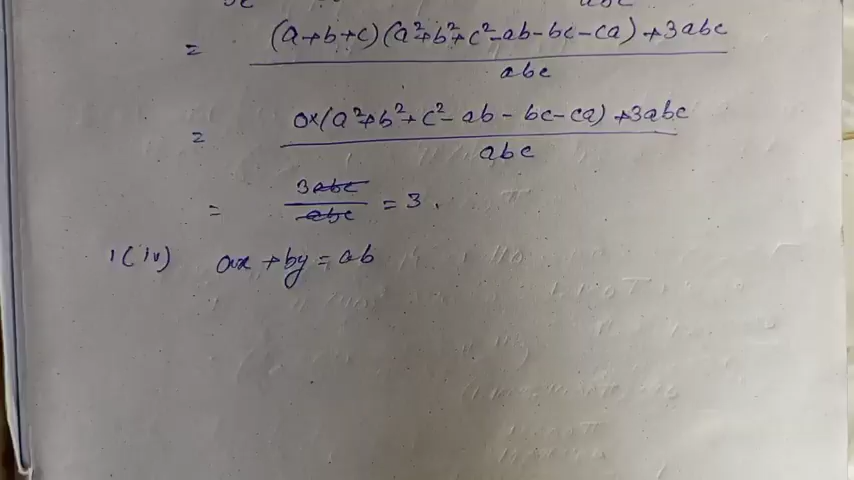 = (a+b+c)(a²+b²+c²-ab-bc-ca)+3abc
abc
= 0×(a²+b²+c²-ab-bc-ca)+3abc
abc
= 3abc
abc = 3.
1(iv) ax+by=ab